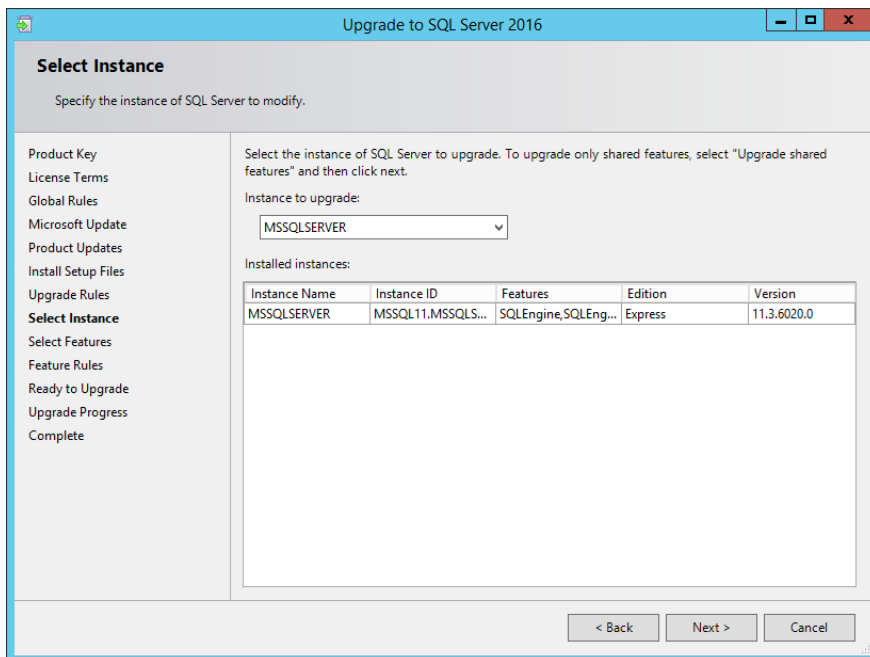 Upgrade to SQL Server 2016
Select Instance
Specify the instance of SQL Server to modify.
Product Key
License Terms
Global Rules
Microsoft Update
Product Updates
Install Setup Files
Upgrade Rules
Select Instance
Select Features
Feature Rules
Ready to Upgrade
Upgrade Progress
Complete
Select the instance of SQL Server to upgrade. To upgrade only shared features, select "Upgrade shared
features" and then click next.
Instance to upgrade:
MSSQLSERVER
Installed instances:
Instance Name Instance ID Features Edition Version
MSSQLSERVER MSSQL11.MSSQLS... SQLEngine,SQLEng... Express 11.3.6020.0
< Back Next > Cancel